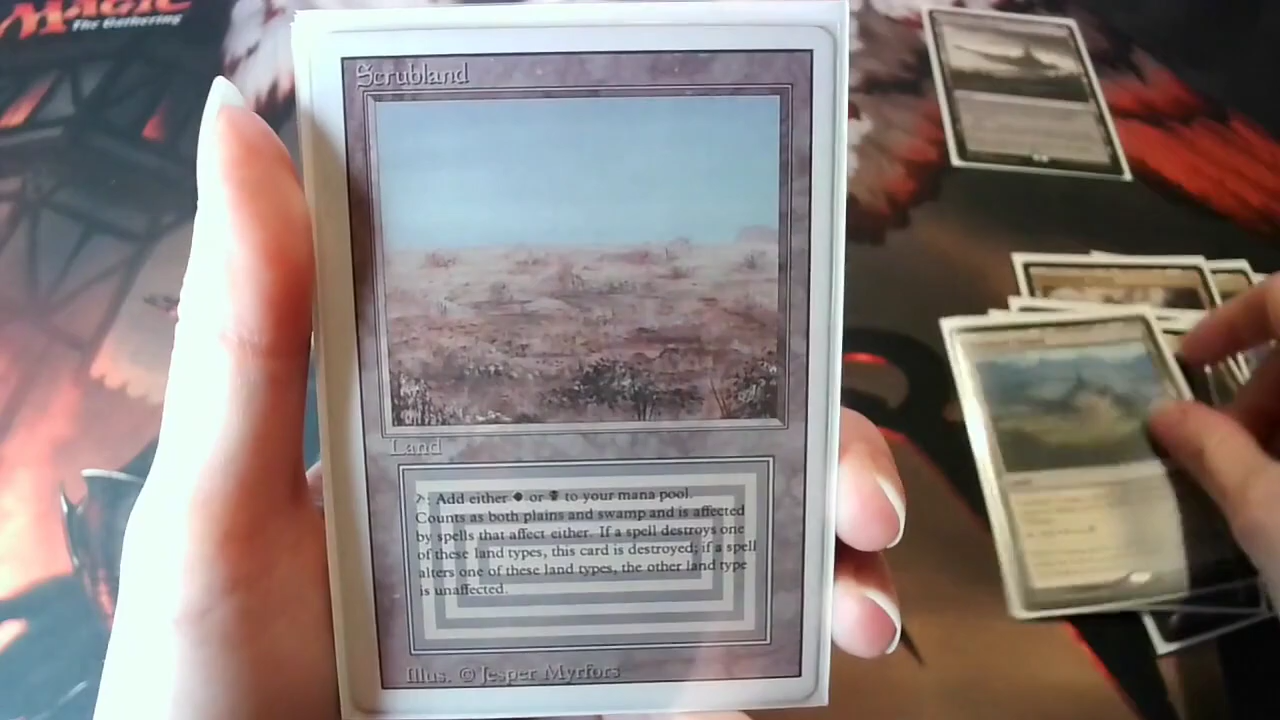 MAGIC
The Gathering
Scrubland
Land
: Add either or to your mana pool.
Counts as both plains and swamp and is affected
by spells that affect either. If a spell destroys one
of these land types, this card is destroyed; if a spell
alters one of these land types, the other land type
is unaffected.
Illus. © Jesper Myrfors